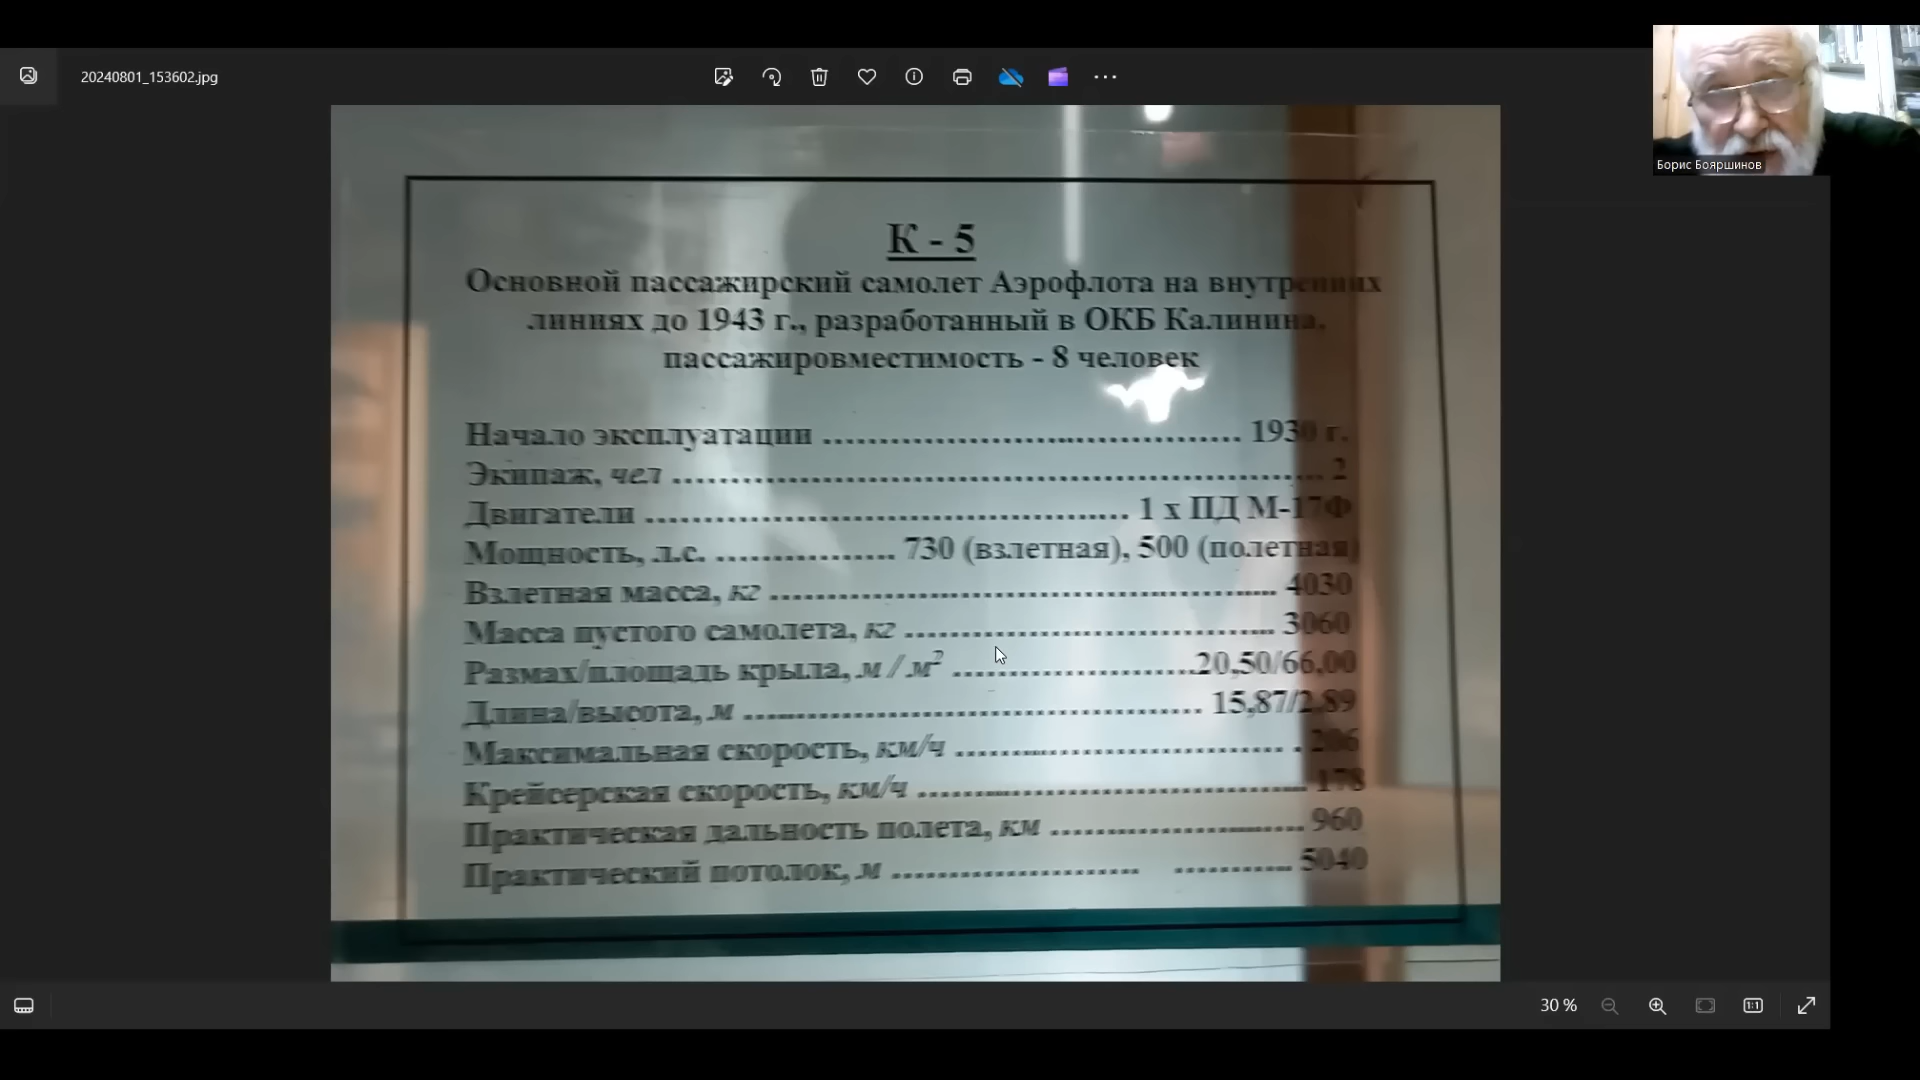 20240801_153602.jpg
Борис Бояршинов
К - 5
Основной пассажирский самолет Аэрофлота на внутренних
линиях до 1943 г., разработанный в ОКБ Калинина,
пассажировместимость - 8 человек
Начало эксплуатации ........................................ 1930 г.
Экипаж, чел ........................................................ 2
Двигатели .......................................... 1 х ПД М-17Ф
Мощность, л.с. ................ 730 (взлетная), 500 (полетная)
Взлетная масса, кг ............................................ 4030
Масса пустого самолета, кг ................................ 3060
Размах/площадь крыла, м / м² .....................20,50/66,00
Длина/высота, м ........................................ 15,87/2,89
Максимальная скорость, км/ч ............................. . 206
Крейсерская скорость, км/ч .................................. 178
Практическая дальность полета, км ...................... 960
Практический потолок, м ...................... ........... 5040
30 %